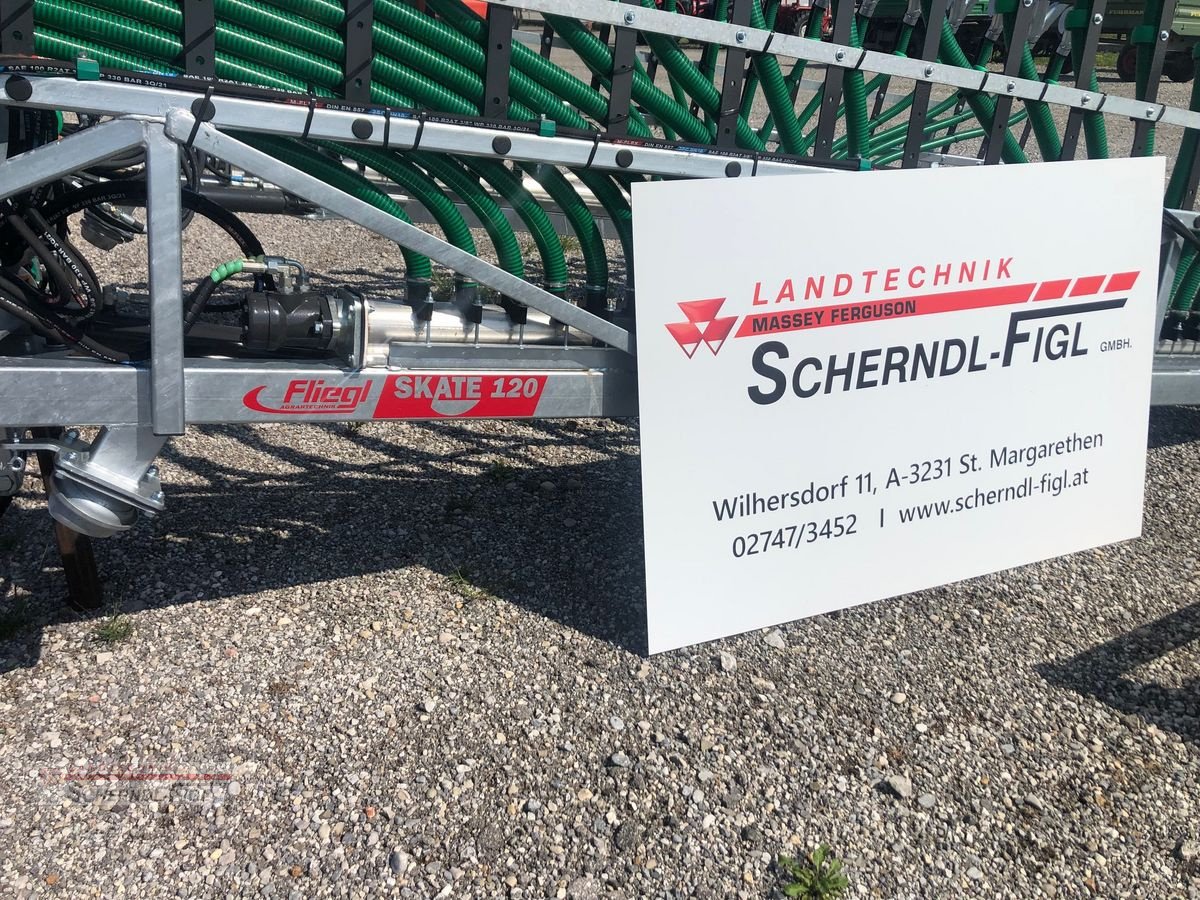 Fliegl
AGRARTECHNIK
SKATE 120
LANDTECHNIK
MASSEY FERGUSON
SCHERNDL-FIGL GMBH.
Wilhersdorf 11, A-3231 St. Margarethen
02747/3452 | www.scherndl-figl.at